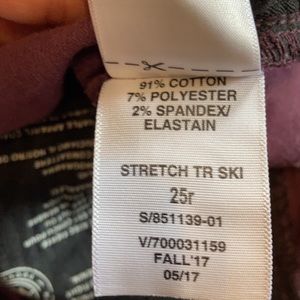 91% COTTON
7% POLYESTER
2% SPANDEX/
ELASTAIN
STRETCH TR SKI
25r
S/851139-01
V/700031159
FALL'17
05/17